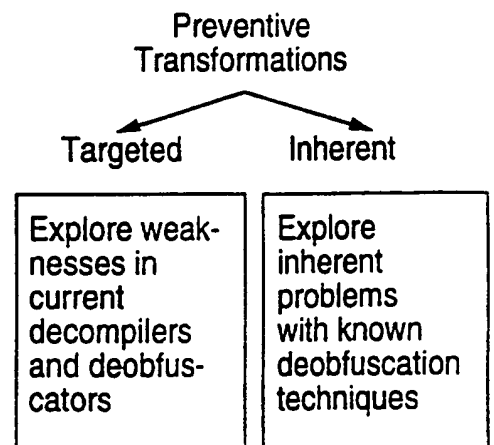 Preventive
Transformations
Targeted
Inherent
Explore weak-
nesses in
current
decompilers
and deobfus-
cators
Explore
inherent
problems
with known
deobfuscation
techniques